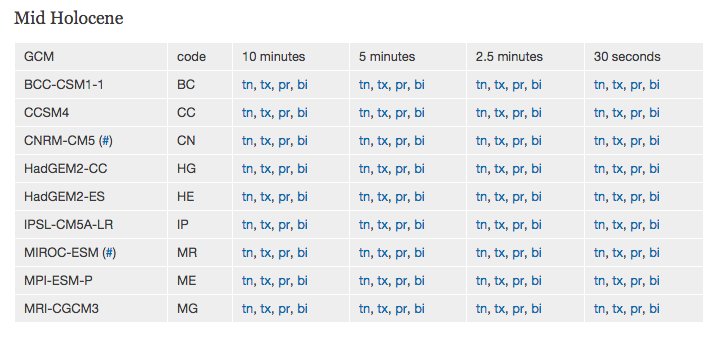 Mid Holocene
GCM code 10 minutes 5 minutes 2.5 minutes 30 seconds
BCC-CSM1-1 BC tn, tx, pr, bi tn, tx, pr, bi tn, tx, pr, bi tn, tx, pr, bi
CCSM4 CC tn, tx, pr, bi tn, tx, pr, bi tn, tx, pr, bi tn, tx, pr, bi
CNRM-CM5 (#) CN tn, tx, pr, bi tn, tx, pr, bi tn, tx, pr, bi tn, tx, pr, bi
HadGEM2-CC HG tn, tx, pr, bi tn, tx, pr, bi tn, tx, pr, bi tn, tx, pr, bi
HadGEM2-ES HE tn, tx, pr, bi tn, tx, pr, bi tn, tx, pr, bi tn, tx, pr, bi
IPSL-CM5A-LR IP tn, tx, pr, bi tn, tx, pr, bi tn, tx, pr, bi tn, tx, pr, bi
MIROC-ESM (#) MR tn, tx, pr, bi tn, tx, pr, bi tn, tx, pr, bi tn, tx, pr, bi
MPI-ESM-P ME tn, tx, pr, bi tn, tx, pr, bi tn, tx, pr, bi tn, tx, pr, bi
MRI-CGCM3 MG tn, tx, pr, bi tn, tx, pr, bi tn, tx, pr, bi tn, tx, pr, bi